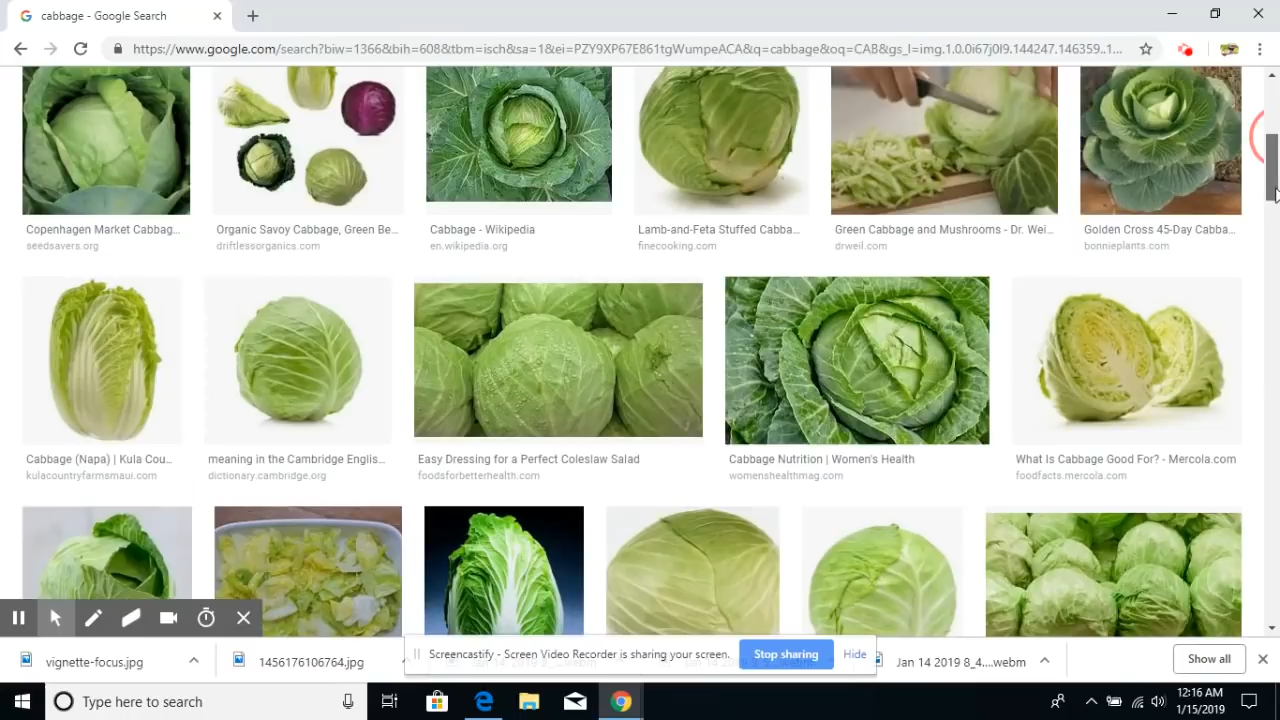 cabbage - Google Search
https://www.google.com/search?biw=1366&bih=608&tbm=isch&sa=1&ei=PZY9XP67E861tgWumpeACA&q=cabbage&oq=CAB&gs_l=img.1.0.0i67j0l9.144247.146359..1...
Copenhagen Market Cabbag...
seedsavers.org
Organic Savoy Cabbage, Green Be...
driftlessorganics.com
Cabbage - Wikipedia
en.wikipedia.org
Lamb-and-Feta Stuffed Cabba...
finecooking.com
Green Cabbage and Mushrooms - Dr. Wei...
drweil.com
Golden Cross 45-Day Cabba...
bonnieplants.com
Cabbage (Napa) | Kula Cou...
kulacountryfarmsmaui.com
meaning in the Cambridge Englis...
dictionary.cambridge.org
Easy Dressing for a Perfect Coleslaw Salad
foodsforbetterhealth.com
Cabbage Nutrition | Women's Health
womenshealthmag.com
What Is Cabbage Good For? - Mercola.com
foodfacts.mercola.com
Screencastify - Screen Video Recorder is sharing your screen.
Stop sharing
Hide
vignette-focus.jpg
1456176106764.jpg
Jan 14 2019 8_4....webm
Show all
Type here to search
12:16 AM
1/15/2019